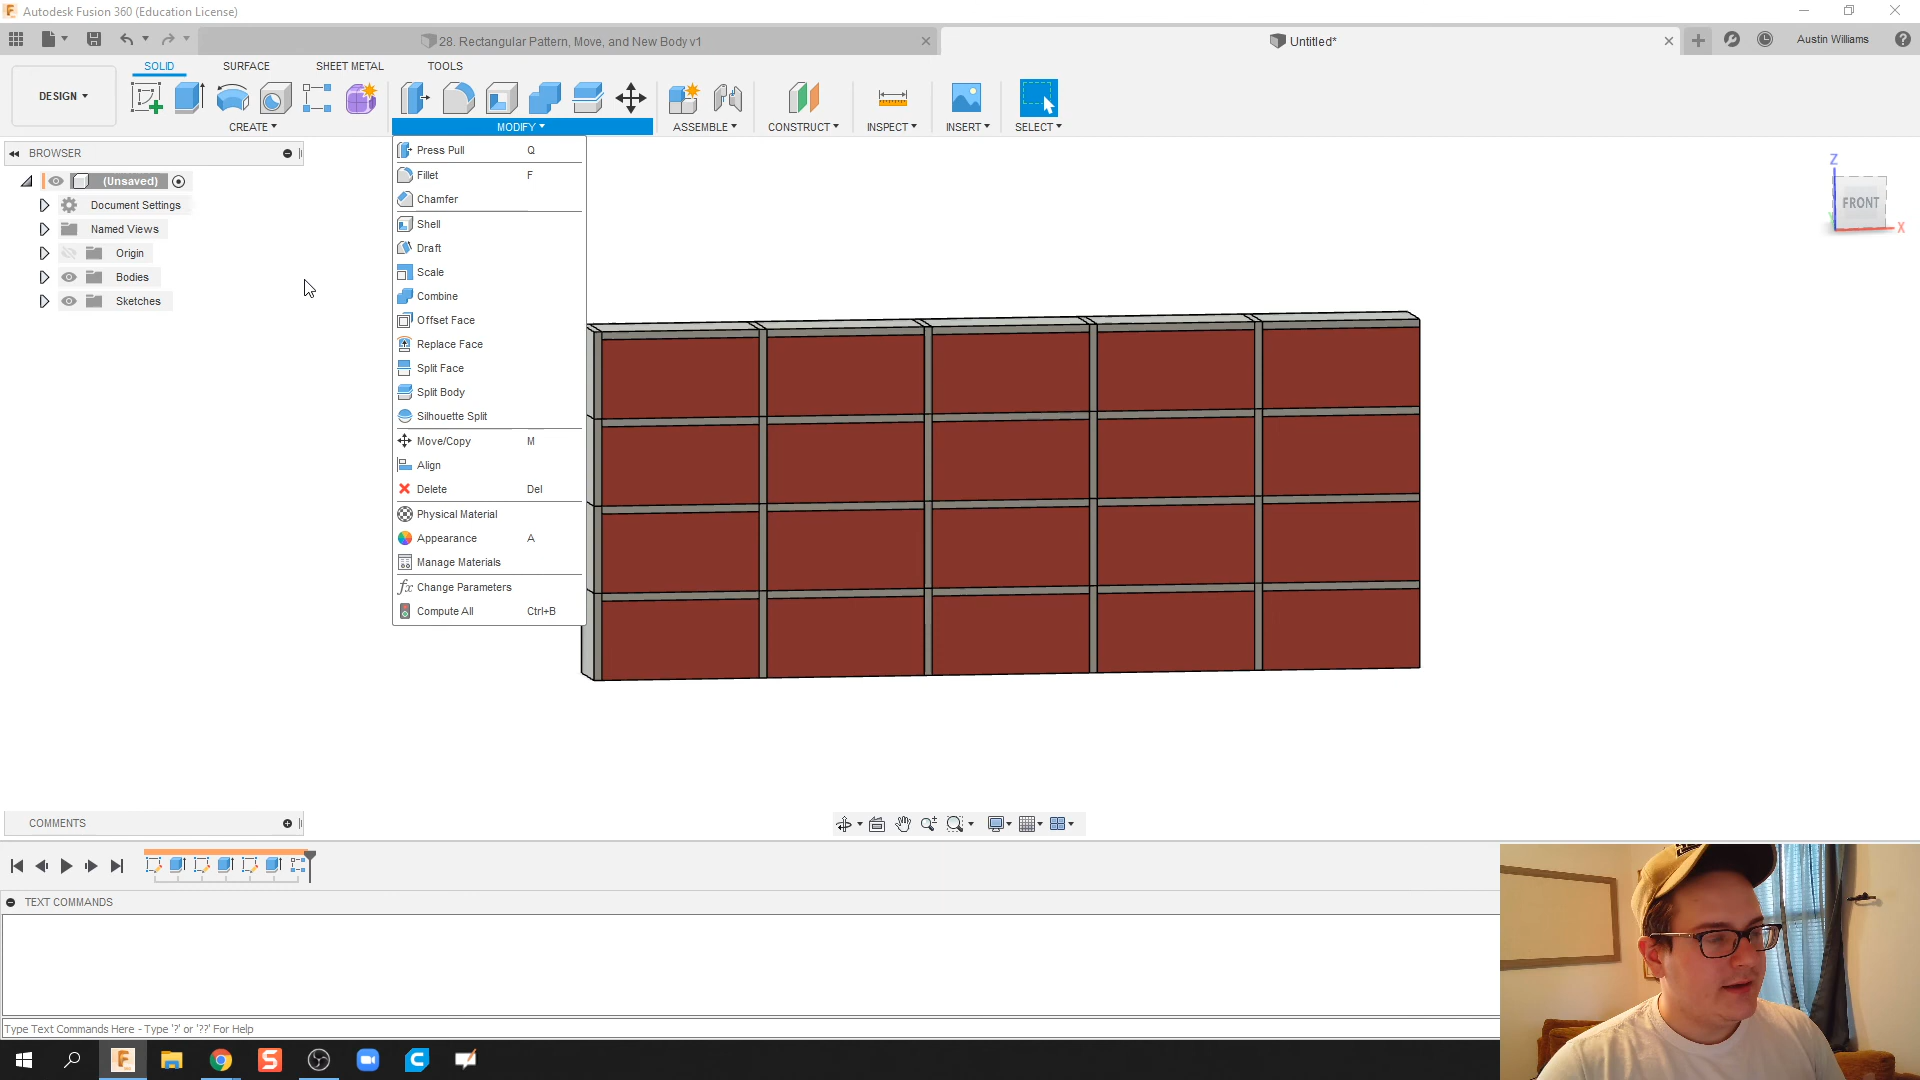 Autodesk Fusion 360 (Education License)
28. Rectangular Pattern, Move, and New Body v1
Untitled*
Austin Williams
SOLID
SURFACE
SHEET METAL
TOOLS
DESIGN
CREATE
MODIFY
ASSEMBLE
CONSTRUCT
INSPECT
INSERT
SELECT
BROWSER
(Unsaved)
Document Settings
Named Views
Origin
Bodies
Sketches
Press Pull Q
Fillet F
Chamfer
Shell
Draft
Scale
Combine
Offset Face
Replace Face
Split Face
Split Body
Silhouette Split
Move/Copy M
Align
Delete Del
Physical Material
Appearance A
Manage Materials
fx Change Parameters
Compute All Ctrl+B
Z
FRONT
X
COMMENTS
TEXT COMMANDS
Type Text Commands Here - Type '?' or '??' For Help